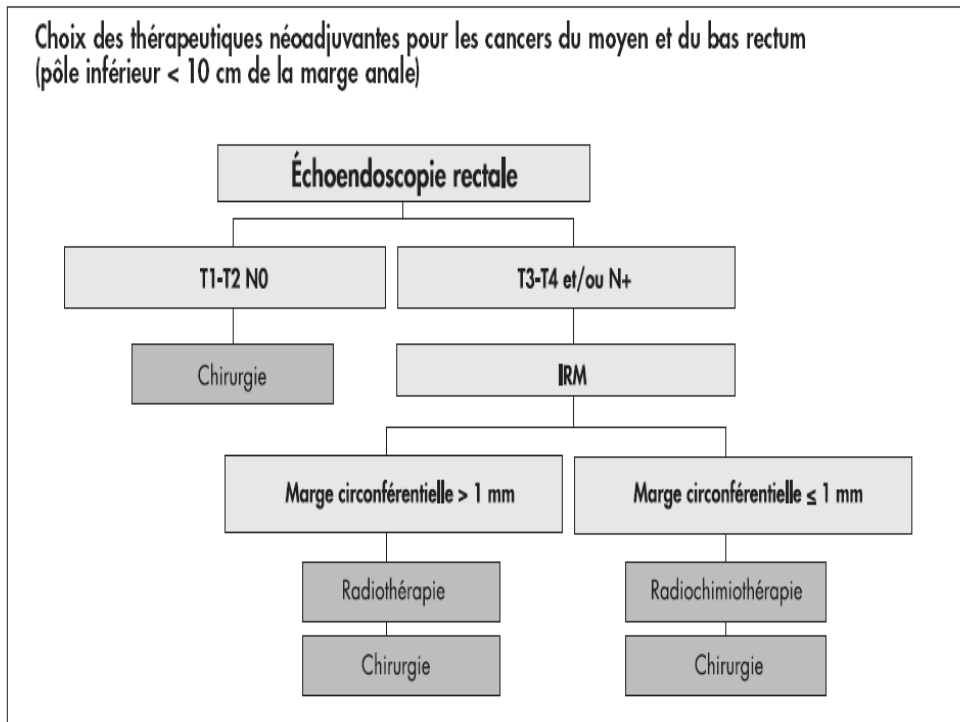 Choix des thérapeutiques néoadjuvantes pour les cancers du moyen et du bas rectum
(pôle inférieur < 10 cm de la marge anale)
Échoendoscopie rectale
T1-T2 N0
T3-T4 et/ou N+
Chirurgie
IRM
Marge circonférentielle > 1 mm
Marge circonférentielle ≤ 1 mm
Radiothérapie
Radiochimiothérapie
Chirurgie
Chirurgie